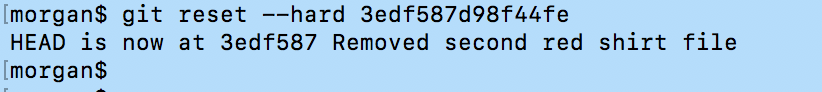 [morgan$ git reset --hard 3edf587d98f44fe
HEAD is now at 3edf587 Removed second red shirt file
[morgan$